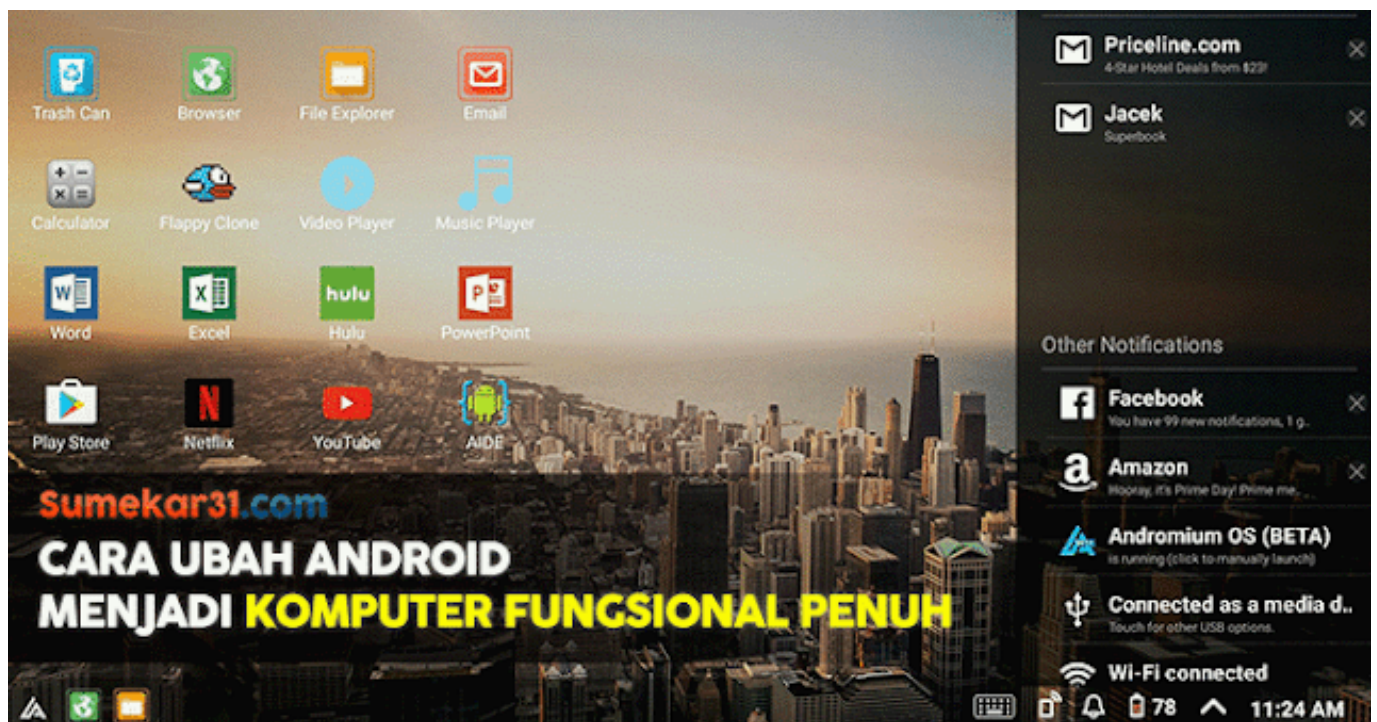 Trash Can
Browser
File Explorer
Email
Calculator
Flappy Clone
Video Player
Music Player
W
Word
X
Excel
hulu
Hulu
P
PowerPoint
Play Store
N
Netflix
YouTube
AIDE
Sumekar31.com
CARA UBAH ANDROID
MENJADI KOMPUTER FUNGSIONAL PENUH
Priceline.com
4-Star Hotel Deals from $23!
Jacek
Superbook
Other Notifications
Facebook
You have 99 new notifications, 1 g..
Amazon
Hooray, it's Prime Day! Prime me..
Andromium OS (BETA)
is running (click to manually launch)
Connected as a media d..
Touch for other USB options.
Wi-Fi connected
78
11:24 AM